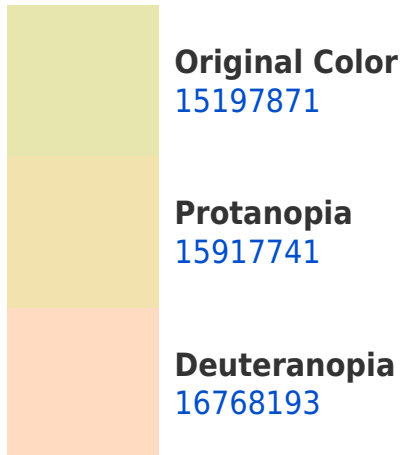 Original Color
15197871
Protanopia
15917741
Deuteranopia
16768193